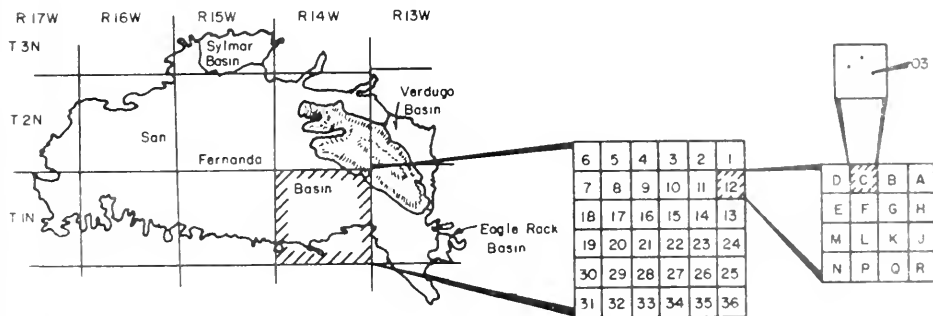 R17W R16W R15W R14W R13W
T3N
Sylmar
Basin
Verdugo
Basin
T2N
San
Fernanda
Basin
T1N
Eagle Rock
Basin
6 5 4 3 2 1
7 8 9 10 11 12
18 17 16 15 14 13
19 20 21 22 23 24
30 29 28 27 26 25
31 32 33 34 35 36
03
D C B A
E F G H
M L K J
N P Q R